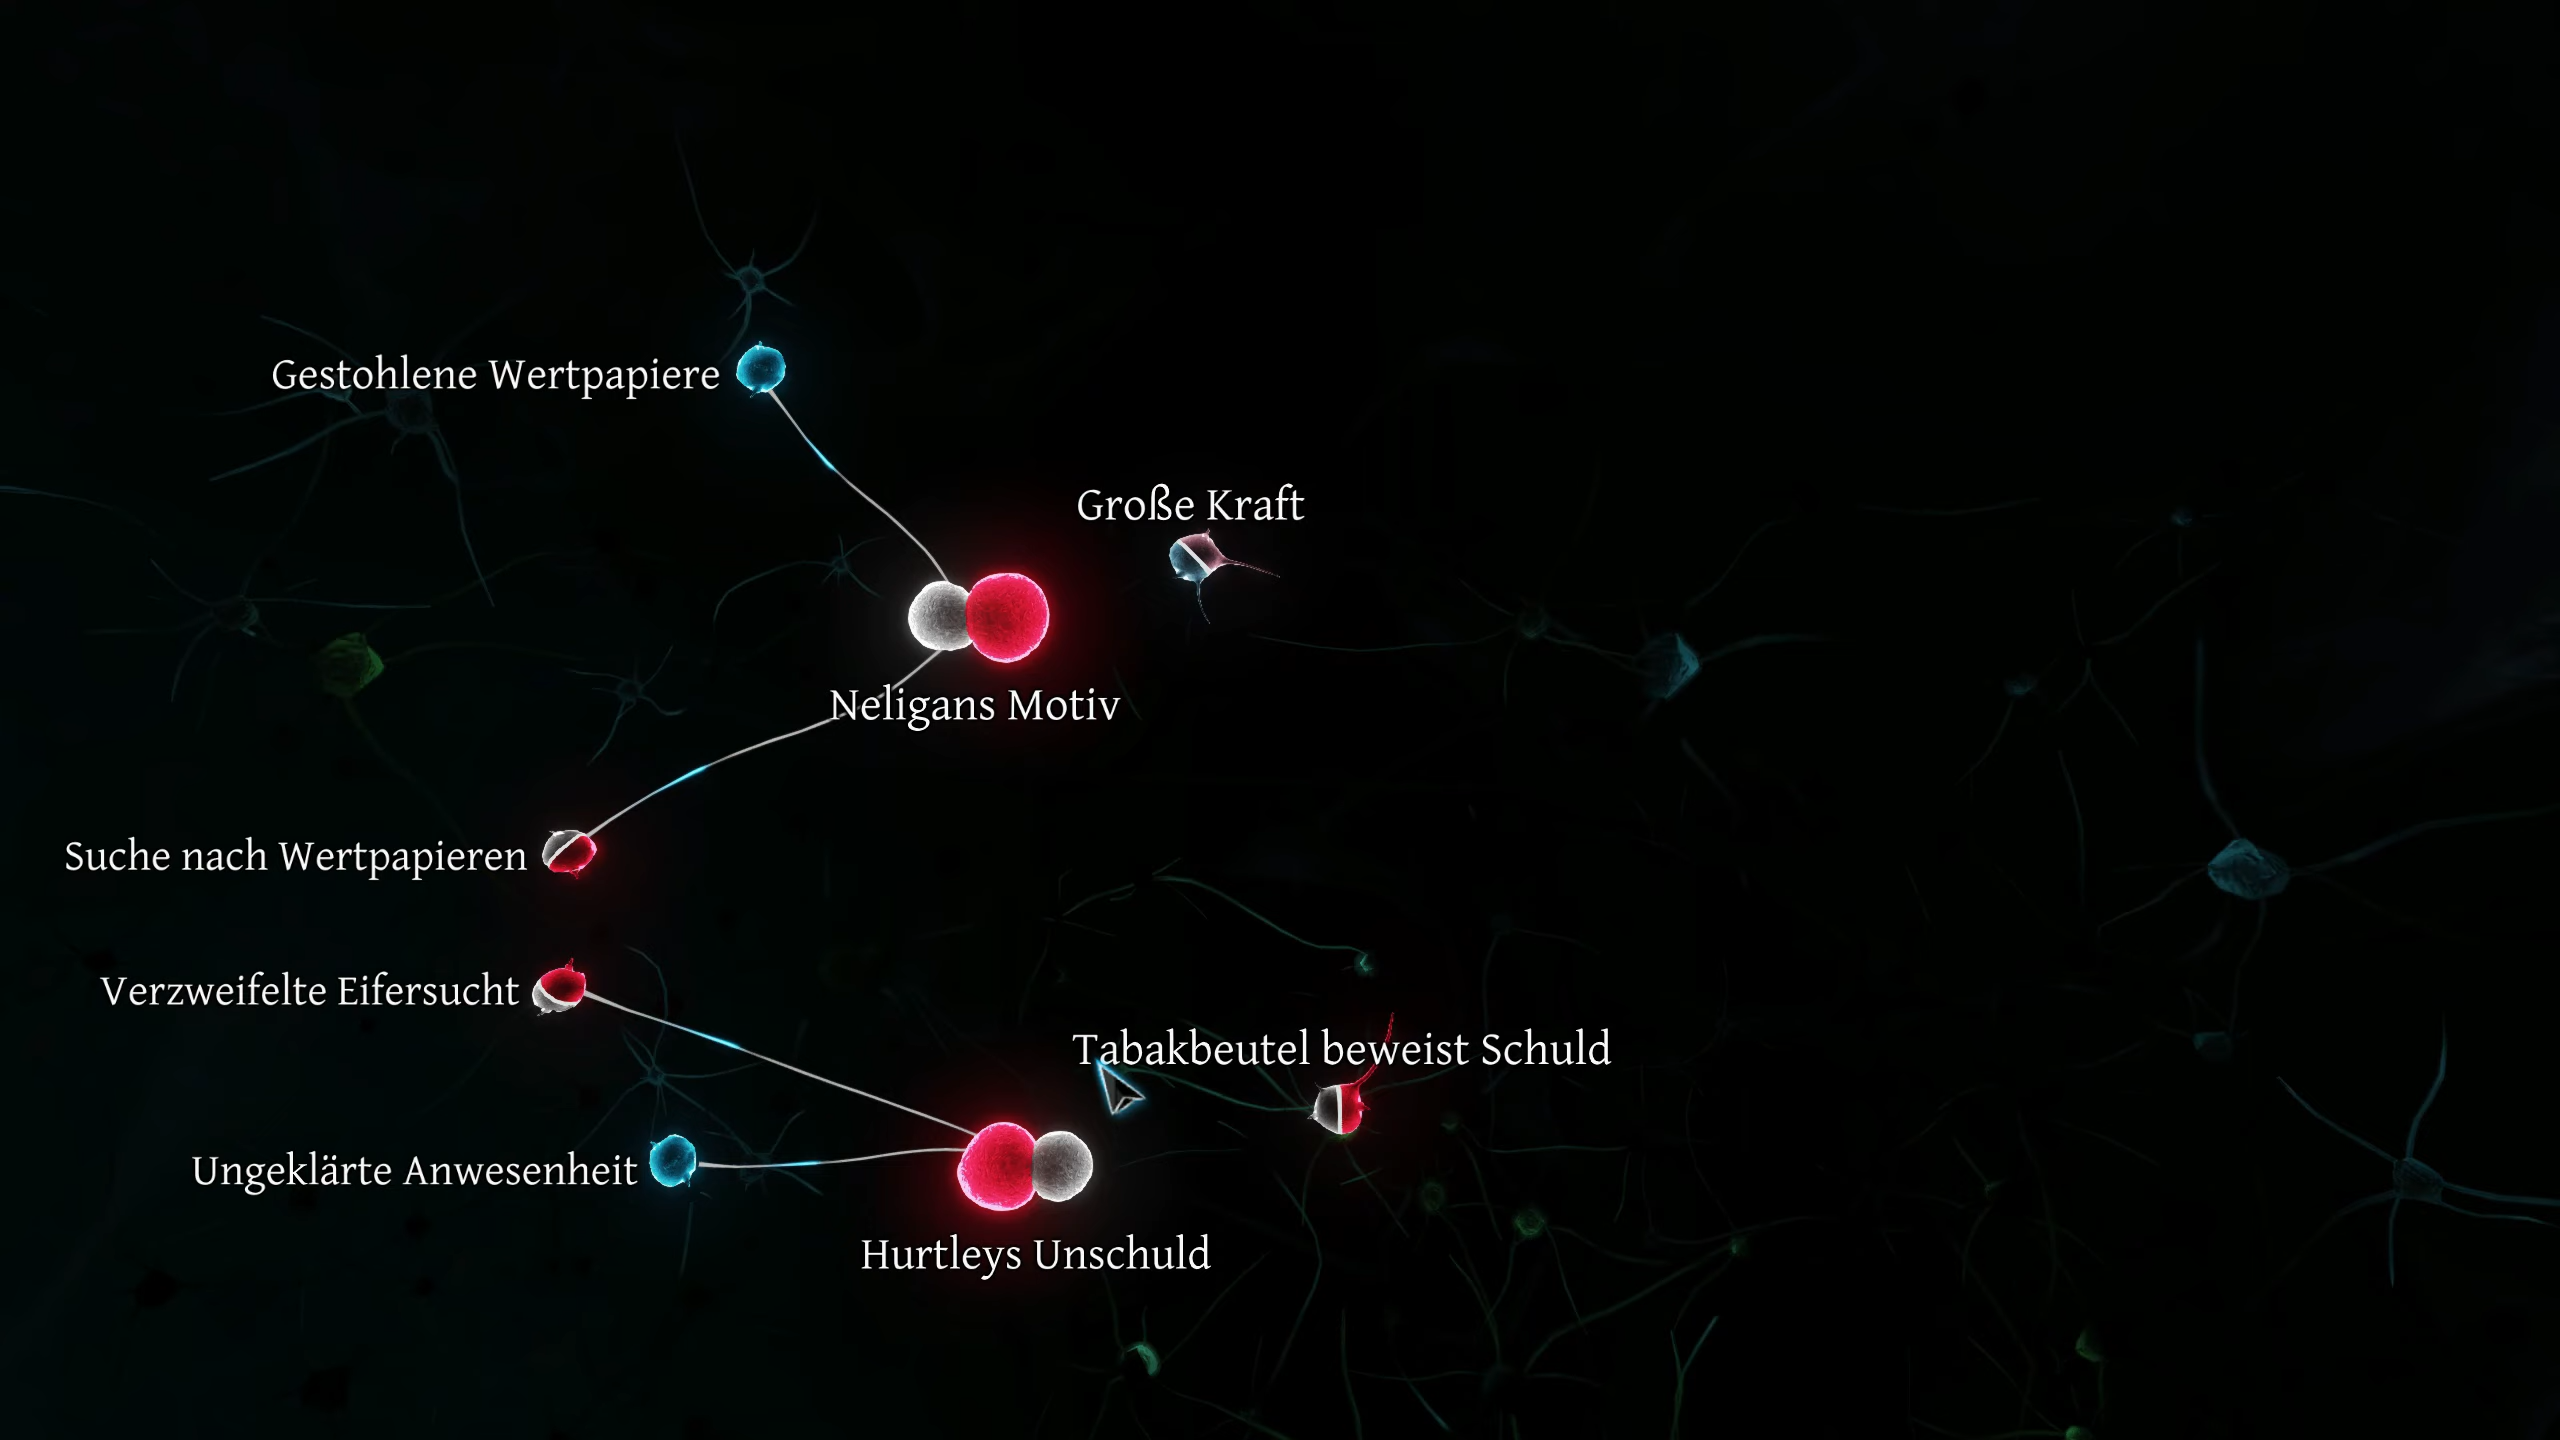 Gestohlene Wertpapiere
Große Kraft
Neligans Motiv
Suche nach Wertpapieren
Verzweifelte Eifersucht
Tabakbeutel beweist Schuld
Ungeklärte Anwesenheit
Hurtleys Unschuld